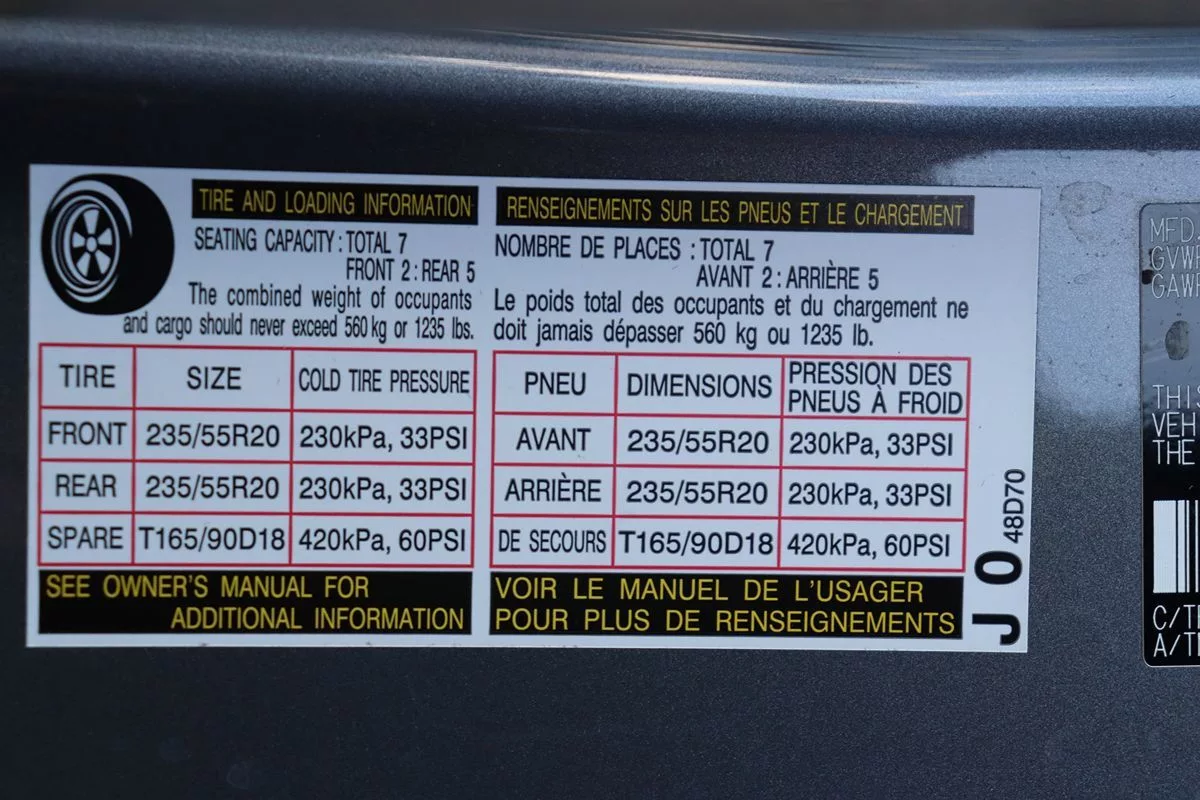 TIRE AND LOADING INFORMATION
SEATING CAPACITY : TOTAL 7
FRONT 2 : REAR 5
The combined weight of occupants
and cargo should never exceed 560 kg or 1235 lbs.
TIRE SIZE COLD TIRE PRESSURE
FRONT 235/55R20 230kPa, 33PSI
REAR 235/55R20 230kPa, 33PSI
SPARE T165/90D18 420kPa, 60PSI
SEE OWNER'S MANUAL FOR
ADDITIONAL INFORMATION
RENSEIGNEMENTS SUR LES PNEUS ET LE CHARGEMENT
NOMBRE DE PLACES : TOTAL 7
AVANT 2 : ARRIÈRE 5
Le poids total des occupants et du chargement ne
doit jamais dépasser 560 kg ou 1235 lb.
PNEU DIMENSIONS PRESSION DES
PNEUS À FROID
AVANT 235/55R20 230kPa, 33PSI
ARRIÈRE 235/55R20 230kPa, 33PSI
DE SECOURS T165/90D18 420kPa, 60PSI
VOIR LE MANUEL DE L'USAGER
POUR PLUS DE RENSEIGNEMENTS
J 0 48D70
MFD.
GVW
GAW
THIS
VEH
THE
C/T
A/T